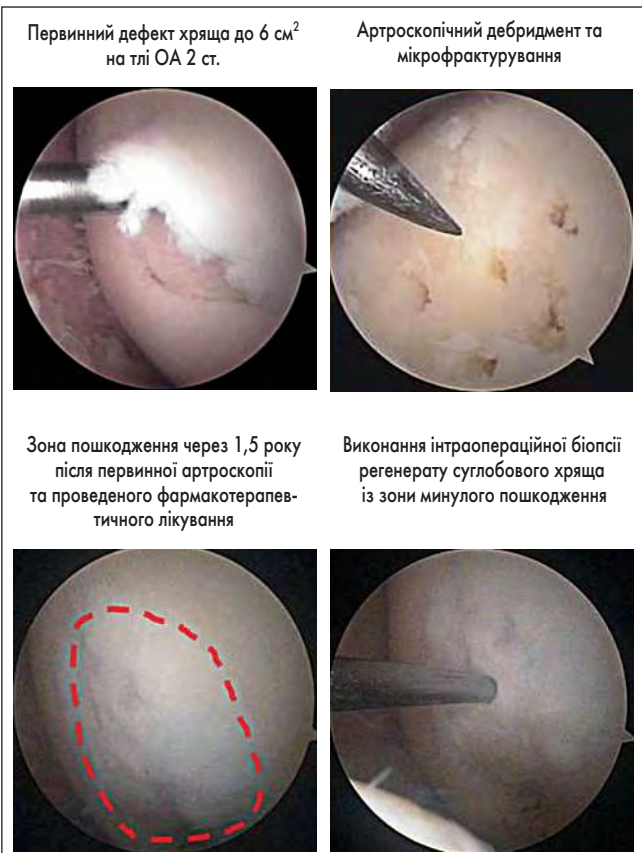 Первинний дефект хряща до 6 см²
на тлі ОА 2 ст.
Артроскопічний дебридмент та
мікрофрактурування
Зона пошкодження через 1,5 року
після первинної артроскопії
та проведеного фармакотерапев-
тичного лікування
Виконання інтраопераційної біопсії
регенерату суглобового хряща
із зони минулого пошкодження